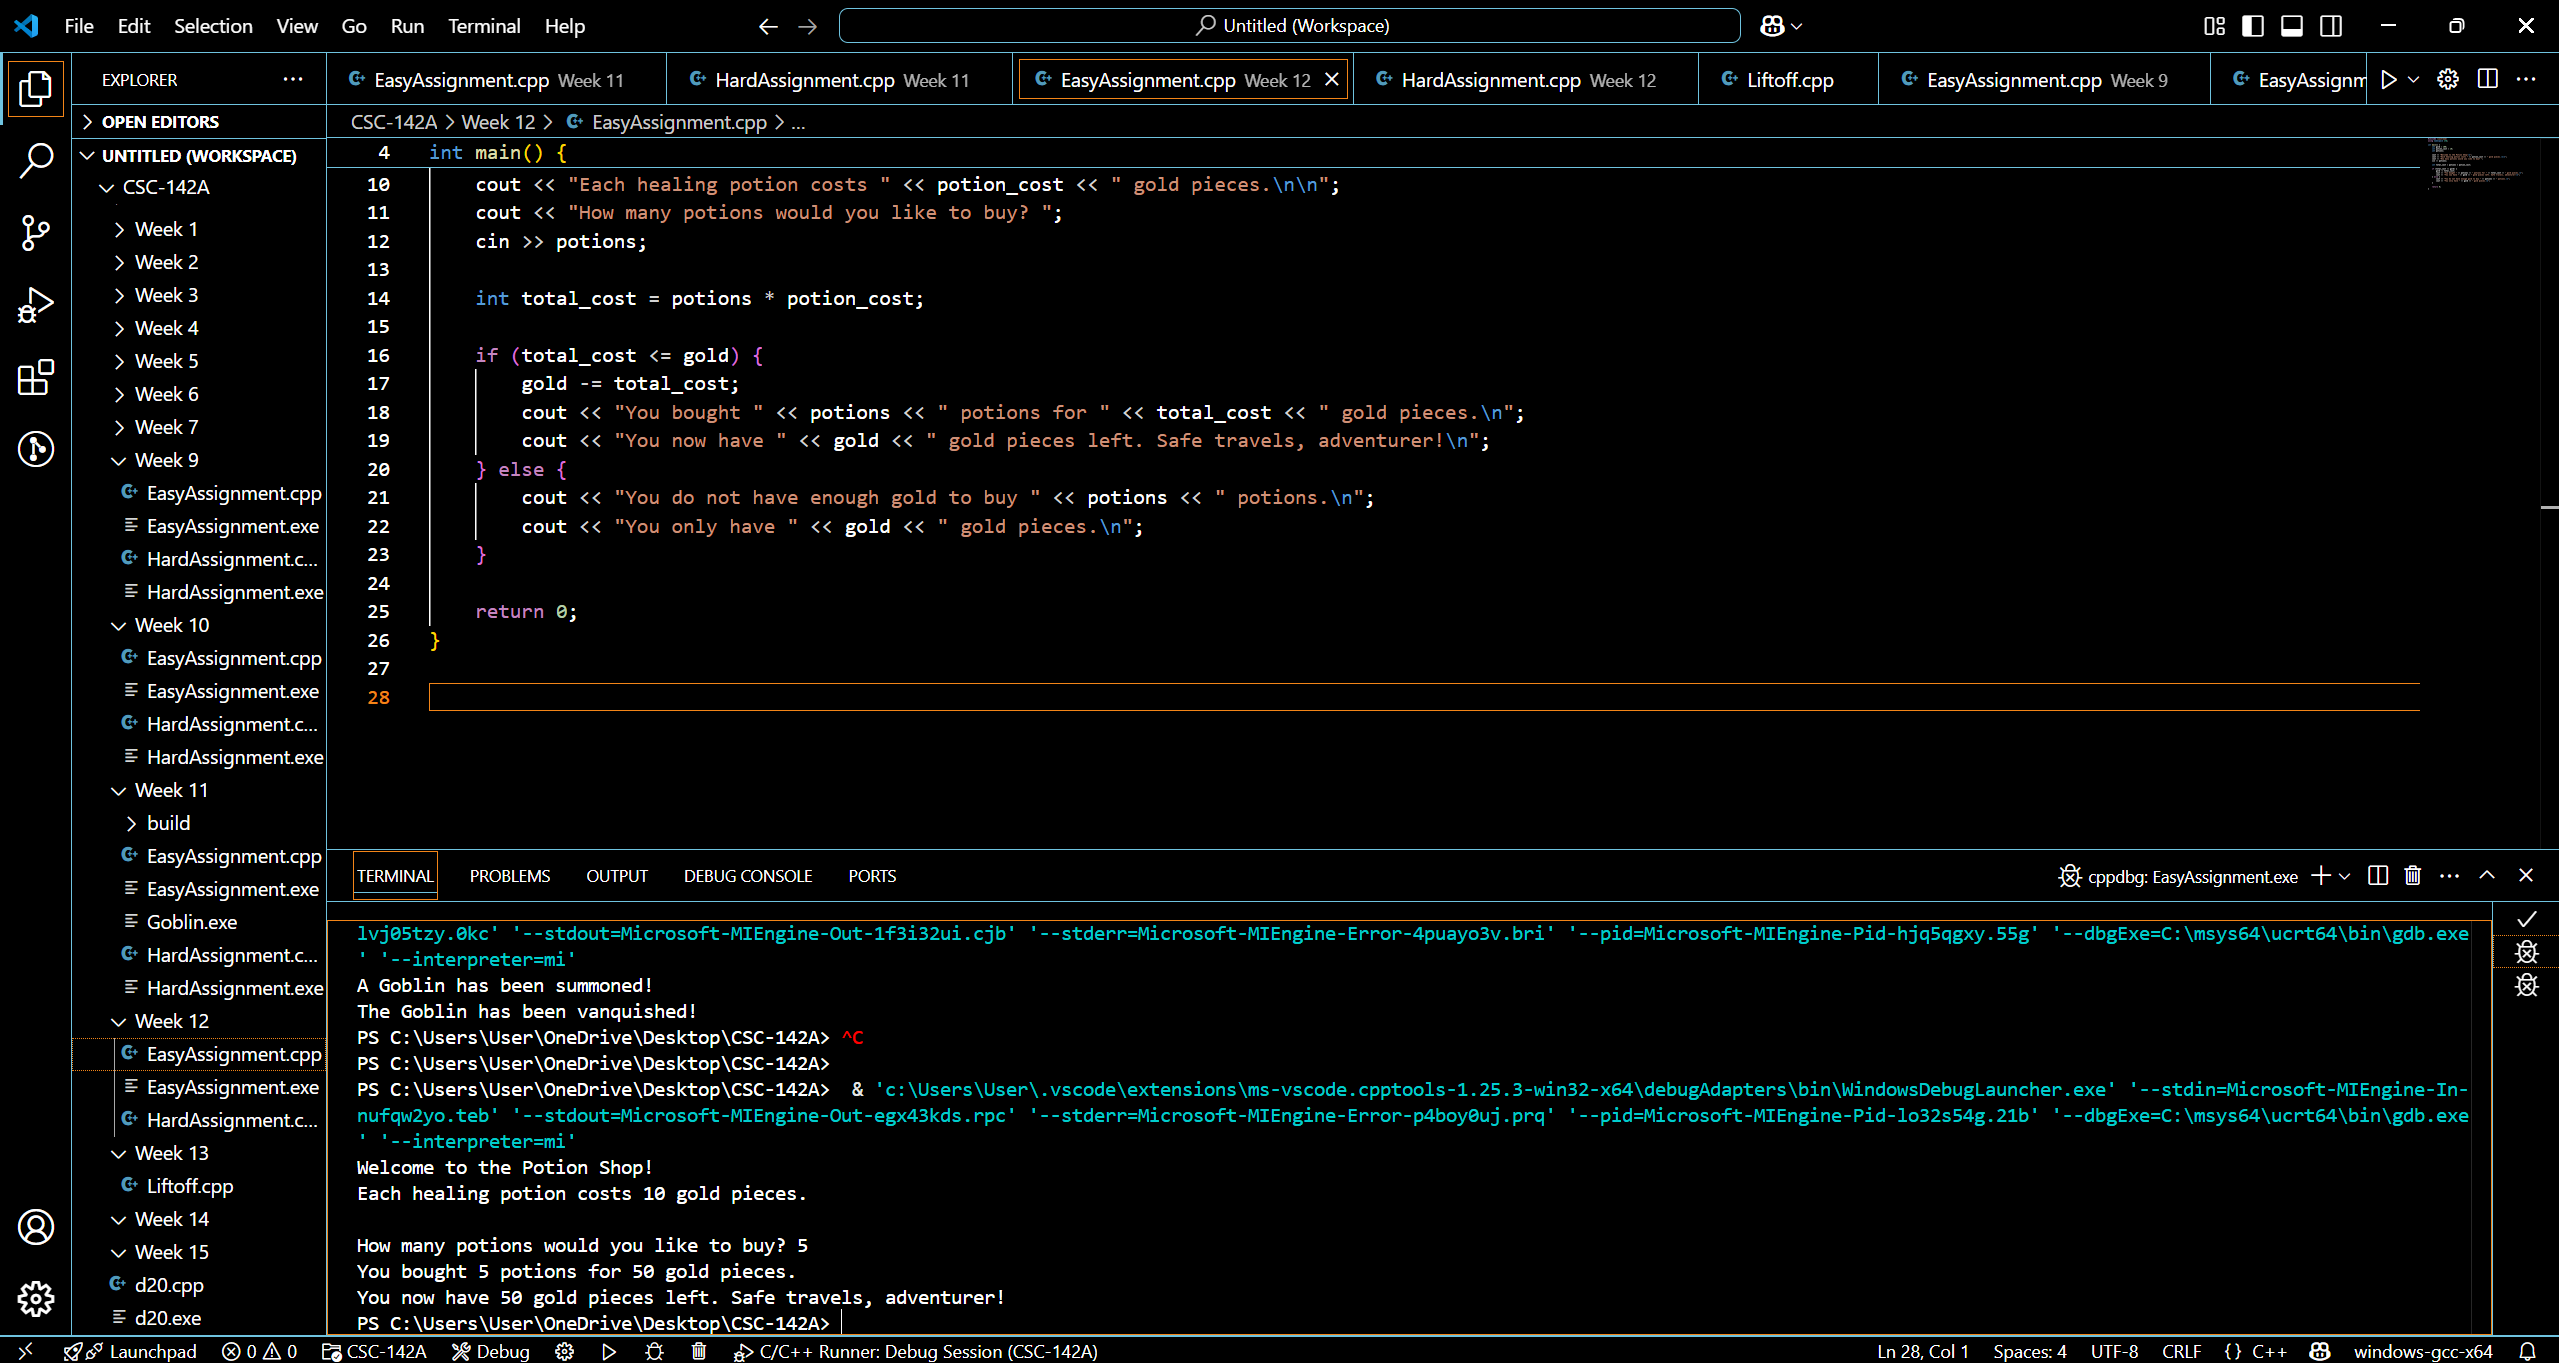 File Edit Selection View Go Run Terminal Help
Untitled (Workspace)
EXPLORER
EasyAssignment.cpp Week 11
HardAssignment.cpp Week 11
EasyAssignment.cpp Week 12
HardAssignment.cpp Week 12
Liftoff.cpp
EasyAssignment.cpp Week 9
EasyAssignm
OPEN EDITORS
UNTITLED (WORKSPACE)
CSC-142A
Week 1
Week 2
Week 3
Week 4
Week 5
Week 6
Week 7
Week 9
EasyAssignment.cpp
EasyAssignment.exe
HardAssignment.c...
HardAssignment.exe
Week 10
EasyAssignment.cpp
EasyAssignment.exe
HardAssignment.c...
HardAssignment.exe
Week 11
build
EasyAssignment.cpp
EasyAssignment.exe
Goblin.exe
HardAssignment.c...
HardAssignment.exe
Week 12
EasyAssignment.cpp
EasyAssignment.exe
HardAssignment.c...
Week 13
Liftoff.cpp
Week 14
Week 15
d20.cpp
d20.exe
CSC-142A > Week 12 > EasyAssignment.cpp > ...
4 int main() {
10 cout << "Each healing potion costs " << potion_cost << " gold pieces.\n\n";
11 cout << "How many potions would you like to buy? ";
12 cin >> potions;
13
14 int total_cost = potions * potion_cost;
15
16 if (total_cost <= gold) {
17 gold -= total_cost;
18 cout << "You bought " << potions << " potions for " << total_cost << " gold pieces.\n";
19 cout << "You now have " << gold << " gold pieces left. Safe travels, adventurer!\n";
20 } else {
21 cout << "You do not have enough gold to buy " << potions << " potions.\n";
22 cout << "You only have " << gold << " gold pieces.\n";
23 }
24
25 return 0;
26 }
27
28
TERMINAL PROBLEMS OUTPUT DEBUG CONSOLE PORTS
cppdbg: EasyAssignment.exe
lvj05tzy.0kc' '--stdout=Microsoft-MIEngine-Out-1f3i32ui.cjb' '--stderr=Microsoft-MIEngine-Error-4puayo3v.bri' '--pid=Microsoft-MIEngine-Pid-hjq5qgxy.55g' '--dbgExe=C:\msys64\ucrt64\bin\gdb.exe
' '--interpreter=mi'
A Goblin has been summoned!
The Goblin has been vanquished!
PS C:\Users\User\OneDrive\Desktop\CSC-142A> ^C
PS C:\Users\User\OneDrive\Desktop\CSC-142A>
PS C:\Users\User\OneDrive\Desktop\CSC-142A> & 'c:\Users\User\.vscode\extensions\ms-vscode.cpptools-1.25.3-win32-x64\debugAdapters\bin\WindowsDebugLauncher.exe' '--stdin=Microsoft-MIEngine-In-
nufqw2yo.teb' '--stdout=Microsoft-MIEngine-Out-egx43kds.rpc' '--stderr=Microsoft-MIEngine-Error-p4boy0uj.prq' '--pid=Microsoft-MIEngine-Pid-lo32s54g.21b' '--dbgExe=C:\msys64\ucrt64\bin\gdb.exe
' '--interpreter=mi'
Welcome to the Potion Shop!
Each healing potion costs 10 gold pieces.
How many potions would you like to buy? 5
You bought 5 potions for 50 gold pieces.
You now have 50 gold pieces left. Safe travels, adventurer!
PS C:\Users\User\OneDrive\Desktop\CSC-142A>
Launchpad 0 0 CSC-142A Debug C/C++ Runner: Debug Session (CSC-142A)
Ln 28, Col 1 Spaces: 4 UTF-8 CRLF {} C++ windows-gcc-x64